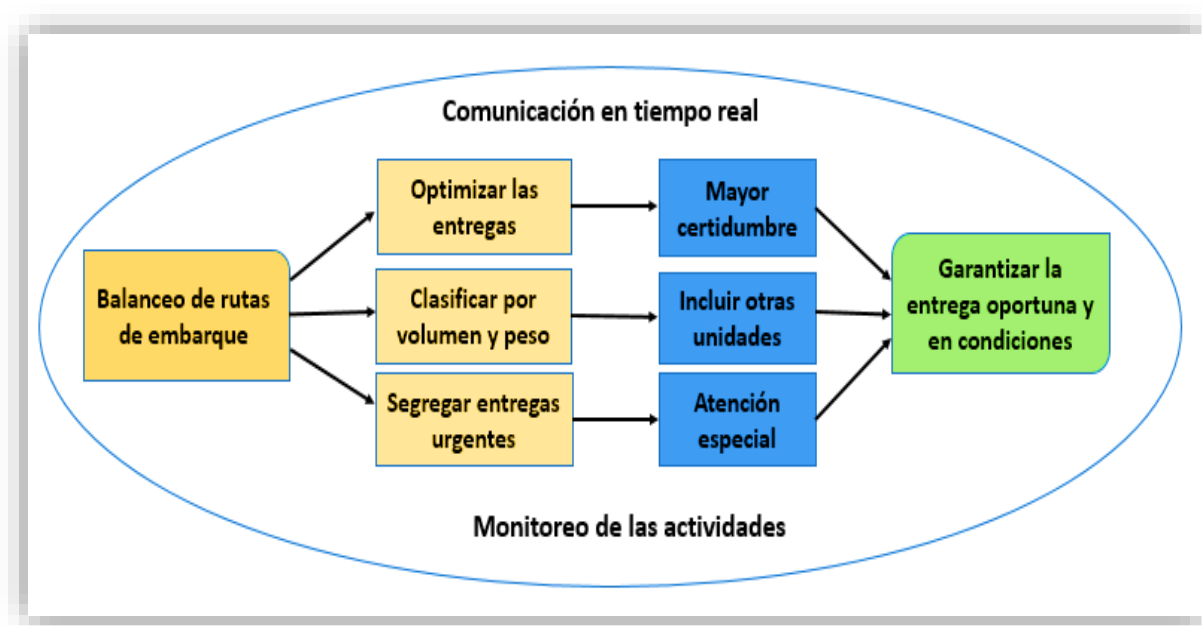 Comunicación en tiempo real
Balanceo de rutas
de embarque
Optimizar las
entregas
Clasificar por
volumen y peso
Segregar entregas
urgentes
Mayor
certidumbre
Incluir otras
unidades
Atención
especial
Garantizar la
entrega oportuna y
en condiciones
Monitoreo de las actividades